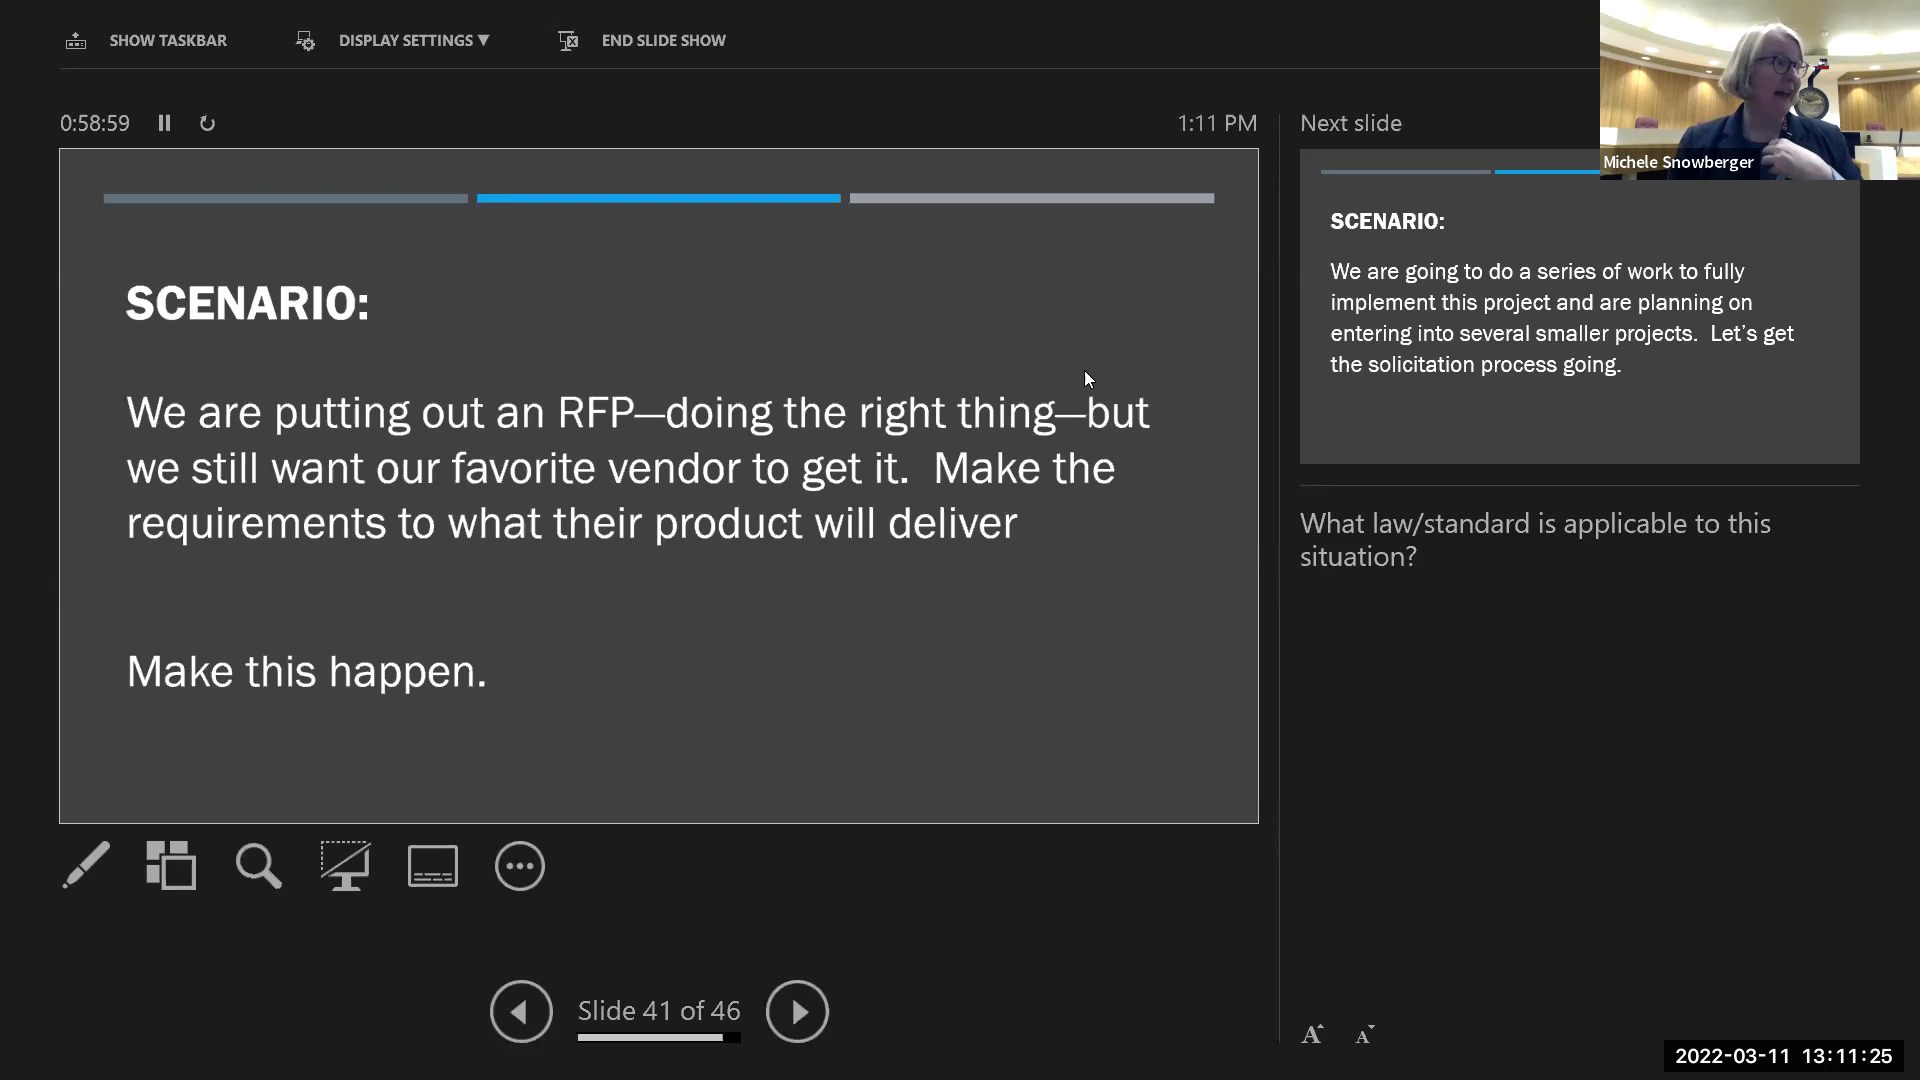 SHOW TASKBAR
DISPLAY SETTINGS ▼
END SLIDE SHOW
0:58:59
1:11 PM
Next slide
Michele Snowberger
SCENARIO:
We are putting out an RFP—doing the right thing—but
we still want our favorite vendor to get it.  Make the
requirements to what their product will deliver
Make this happen.
SCENARIO:
We are going to do a series of work to fully
implement this project and are planning on
entering into several smaller projects.  Let’s get
the solicitation process going.
What law/standard is applicable to this
situation?
Slide 41 of 46
A A
2022-03-11 13:11:25